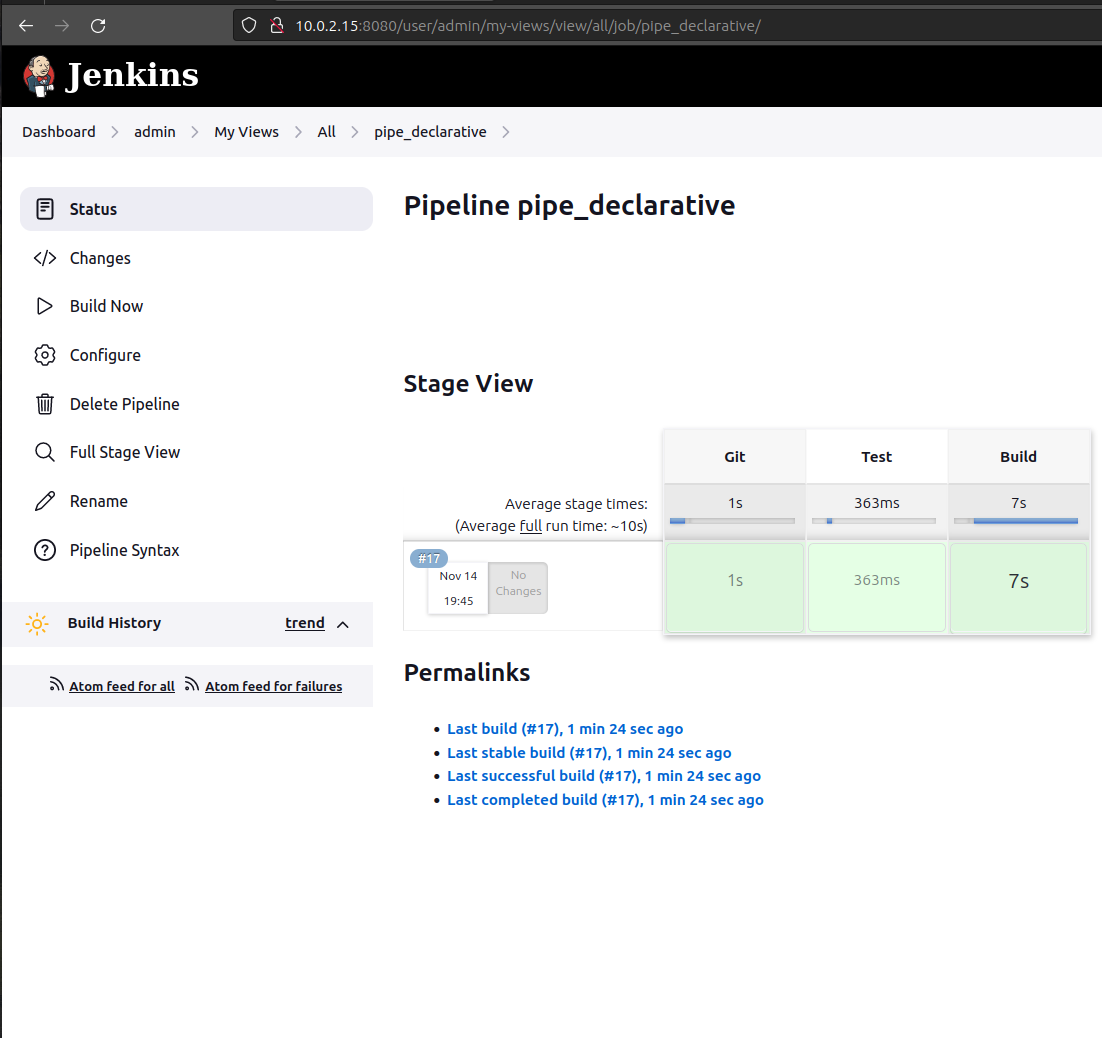 10.0.2.15:8080/user/admin/my-views/view/all/job/pipe_declarative/
Jenkins
Dashboard > admin > My Views > All > pipe_declarative >
Status
Changes
Build Now
Configure
Delete Pipeline
Full Stage View
Rename
Pipeline Syntax
Build History trend
Atom feed for all Atom feed for failures
Pipeline pipe_declarative
Stage View
Git Test Build
Average stage times: 1s 363ms 7s
(Average full run time: ~10s)
#17
Nov 14
19:45
No
Changes
1s 363ms 7s
Permalinks
• Last build (#17), 1 min 24 sec ago
• Last stable build (#17), 1 min 24 sec ago
• Last successful build (#17), 1 min 24 sec ago
• Last completed build (#17), 1 min 24 sec ago